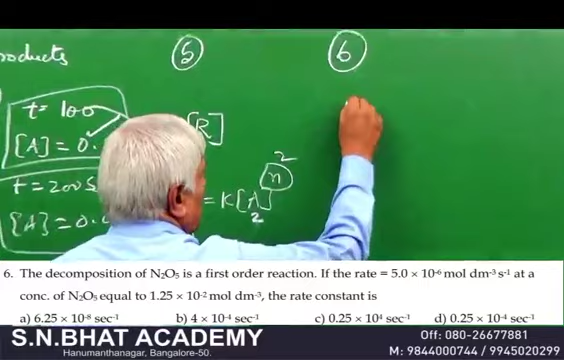 products
5
6
t= 100
[R]
[A] = 0.
2
t = 200 S
= K[A]
n
2
[A] = 0.
6. The decomposition of N₂O₅ is a first order reaction. If the rate = 5.0 × 10⁻⁶ mol dm⁻³ s⁻¹ at a
conc. of N₂O₅ equal to 1.25 × 10⁻² mol dm⁻³, the rate constant is
a) 6.25 × 10⁻⁸ sec⁻¹ b) 4 × 10⁻⁴ sec⁻¹ c) 0.25 × 10⁴ sec⁻¹ d) 0.25 × 10⁻⁴ sec⁻¹
S.N.BHAT ACADEMY
Hanumanthanagar, Bangalore-50.
Off: 080-26677881
M: 9844000741 / 9945020299